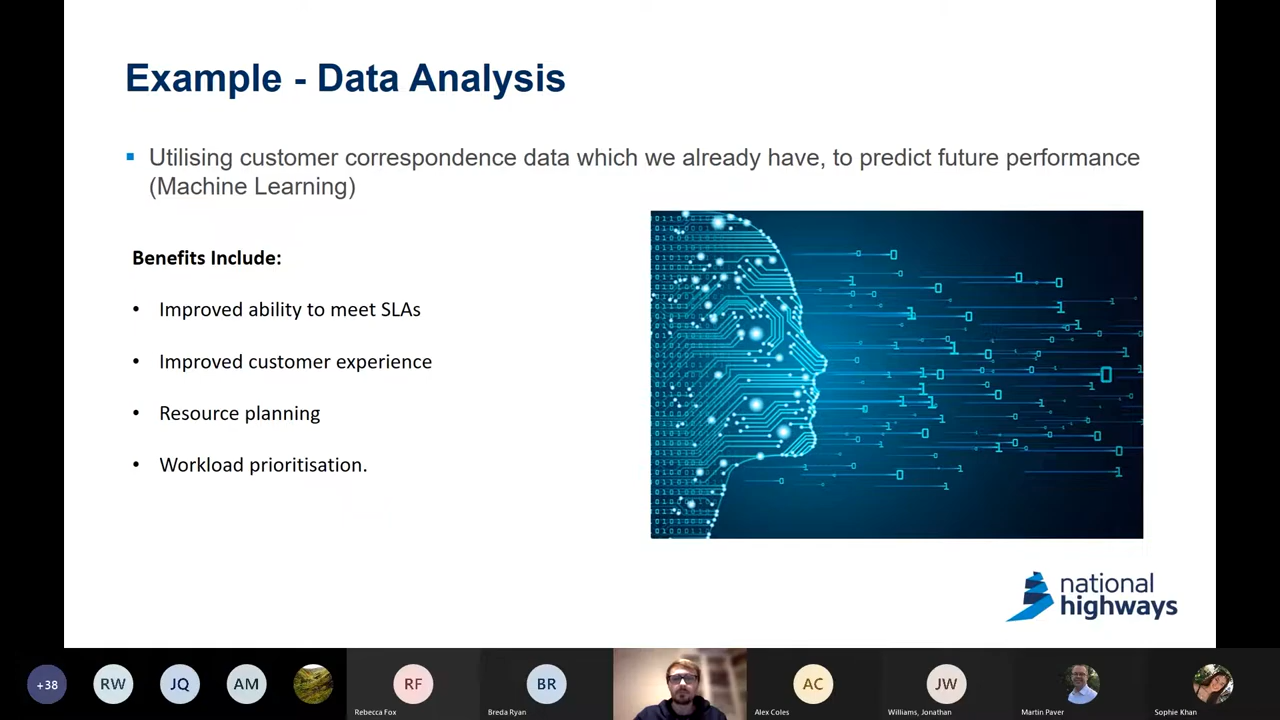 Example - Data Analysis
Utilising customer correspondence data which we already have, to predict future performance
(Machine Learning)
Benefits Include:
• Improved ability to meet SLAs
• Improved customer experience
• Resource planning
• Workload prioritisation.
national
highways
+38
RW
JQ
AM
RF
Rebecca Fox
BR
Breda Ryan
AC
Alex Coles
JW
Williams, Jonathan
Martin Paver
Sophie Khan